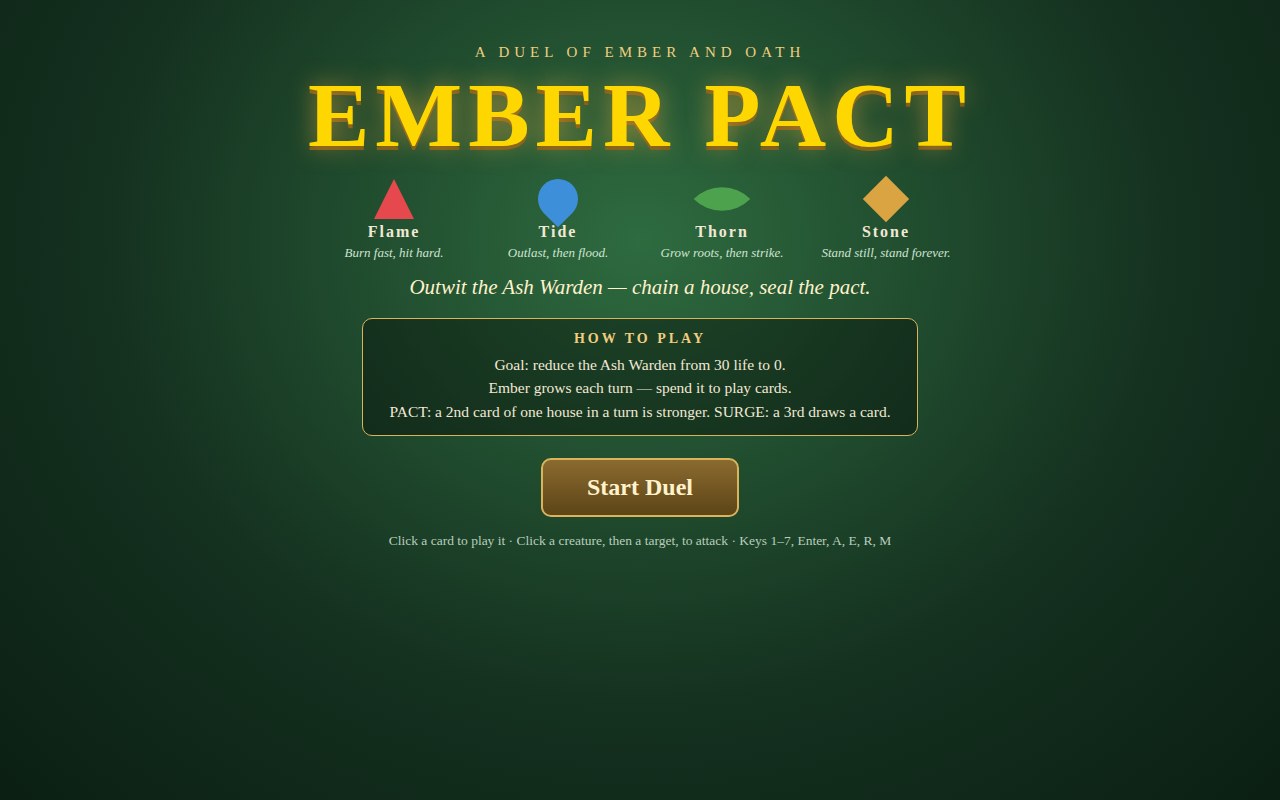 A DUEL OF EMBER AND OATH
EMBER PACT
Flame
Burn fast, hit hard.
Tide
Outlast, then flood.
Thorn
Grow roots, then strike.
Stone
Stand still, stand forever.
Outwit the Ash Warden — chain a house, seal the pact.
HOW TO PLAY
Goal: reduce the Ash Warden from 30 life to 0.
Ember grows each turn — spend it to play cards.
PACT: a 2nd card of one house in a turn is stronger. SURGE: a 3rd draws a card.
Start Duel
Click a card to play it · Click a creature, then a target, to attack · Keys 1–7, Enter, A, E, R, M